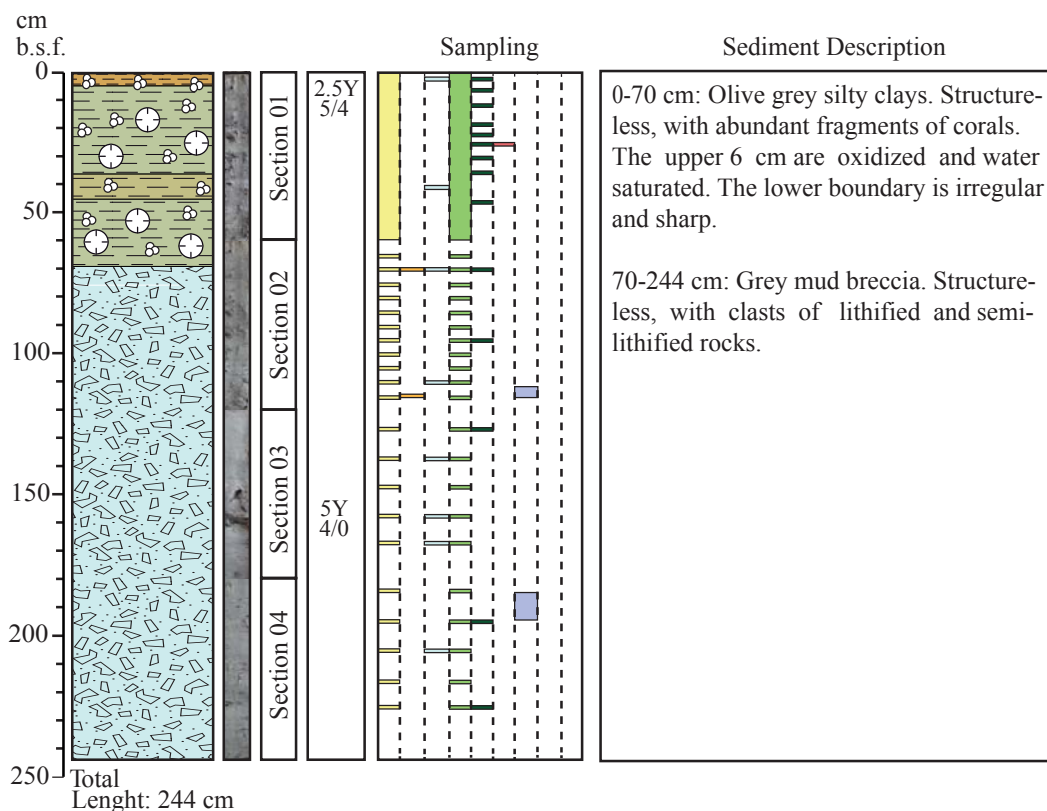 cm
b.s.f.
Sampling
Sediment Description
0
50
100
150
200
250
Section 01
Section 02
Section 03
Section 04
2.5Y
5/4
5Y
4/0
0-70 cm: Olive grey silty clays. Structure-
less, with abundant fragments of corals.
The upper 6 cm are oxidized and water
saturated. The lower boundary is irregular
and sharp.
70-244 cm: Grey mud breccia. Structure-
less, with clasts of lithified and semi-
lithified rocks.
Total
Lenght: 244 cm